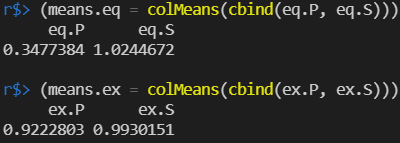 r$> (means.eq = colMeans(cbind(eq.P, eq.S)))
     eq.P      eq.S
0.3477384 1.0244672
r$> (means.ex = colMeans(cbind(ex.P, ex.S)))
     ex.P      ex.S
0.9222803 0.9930151